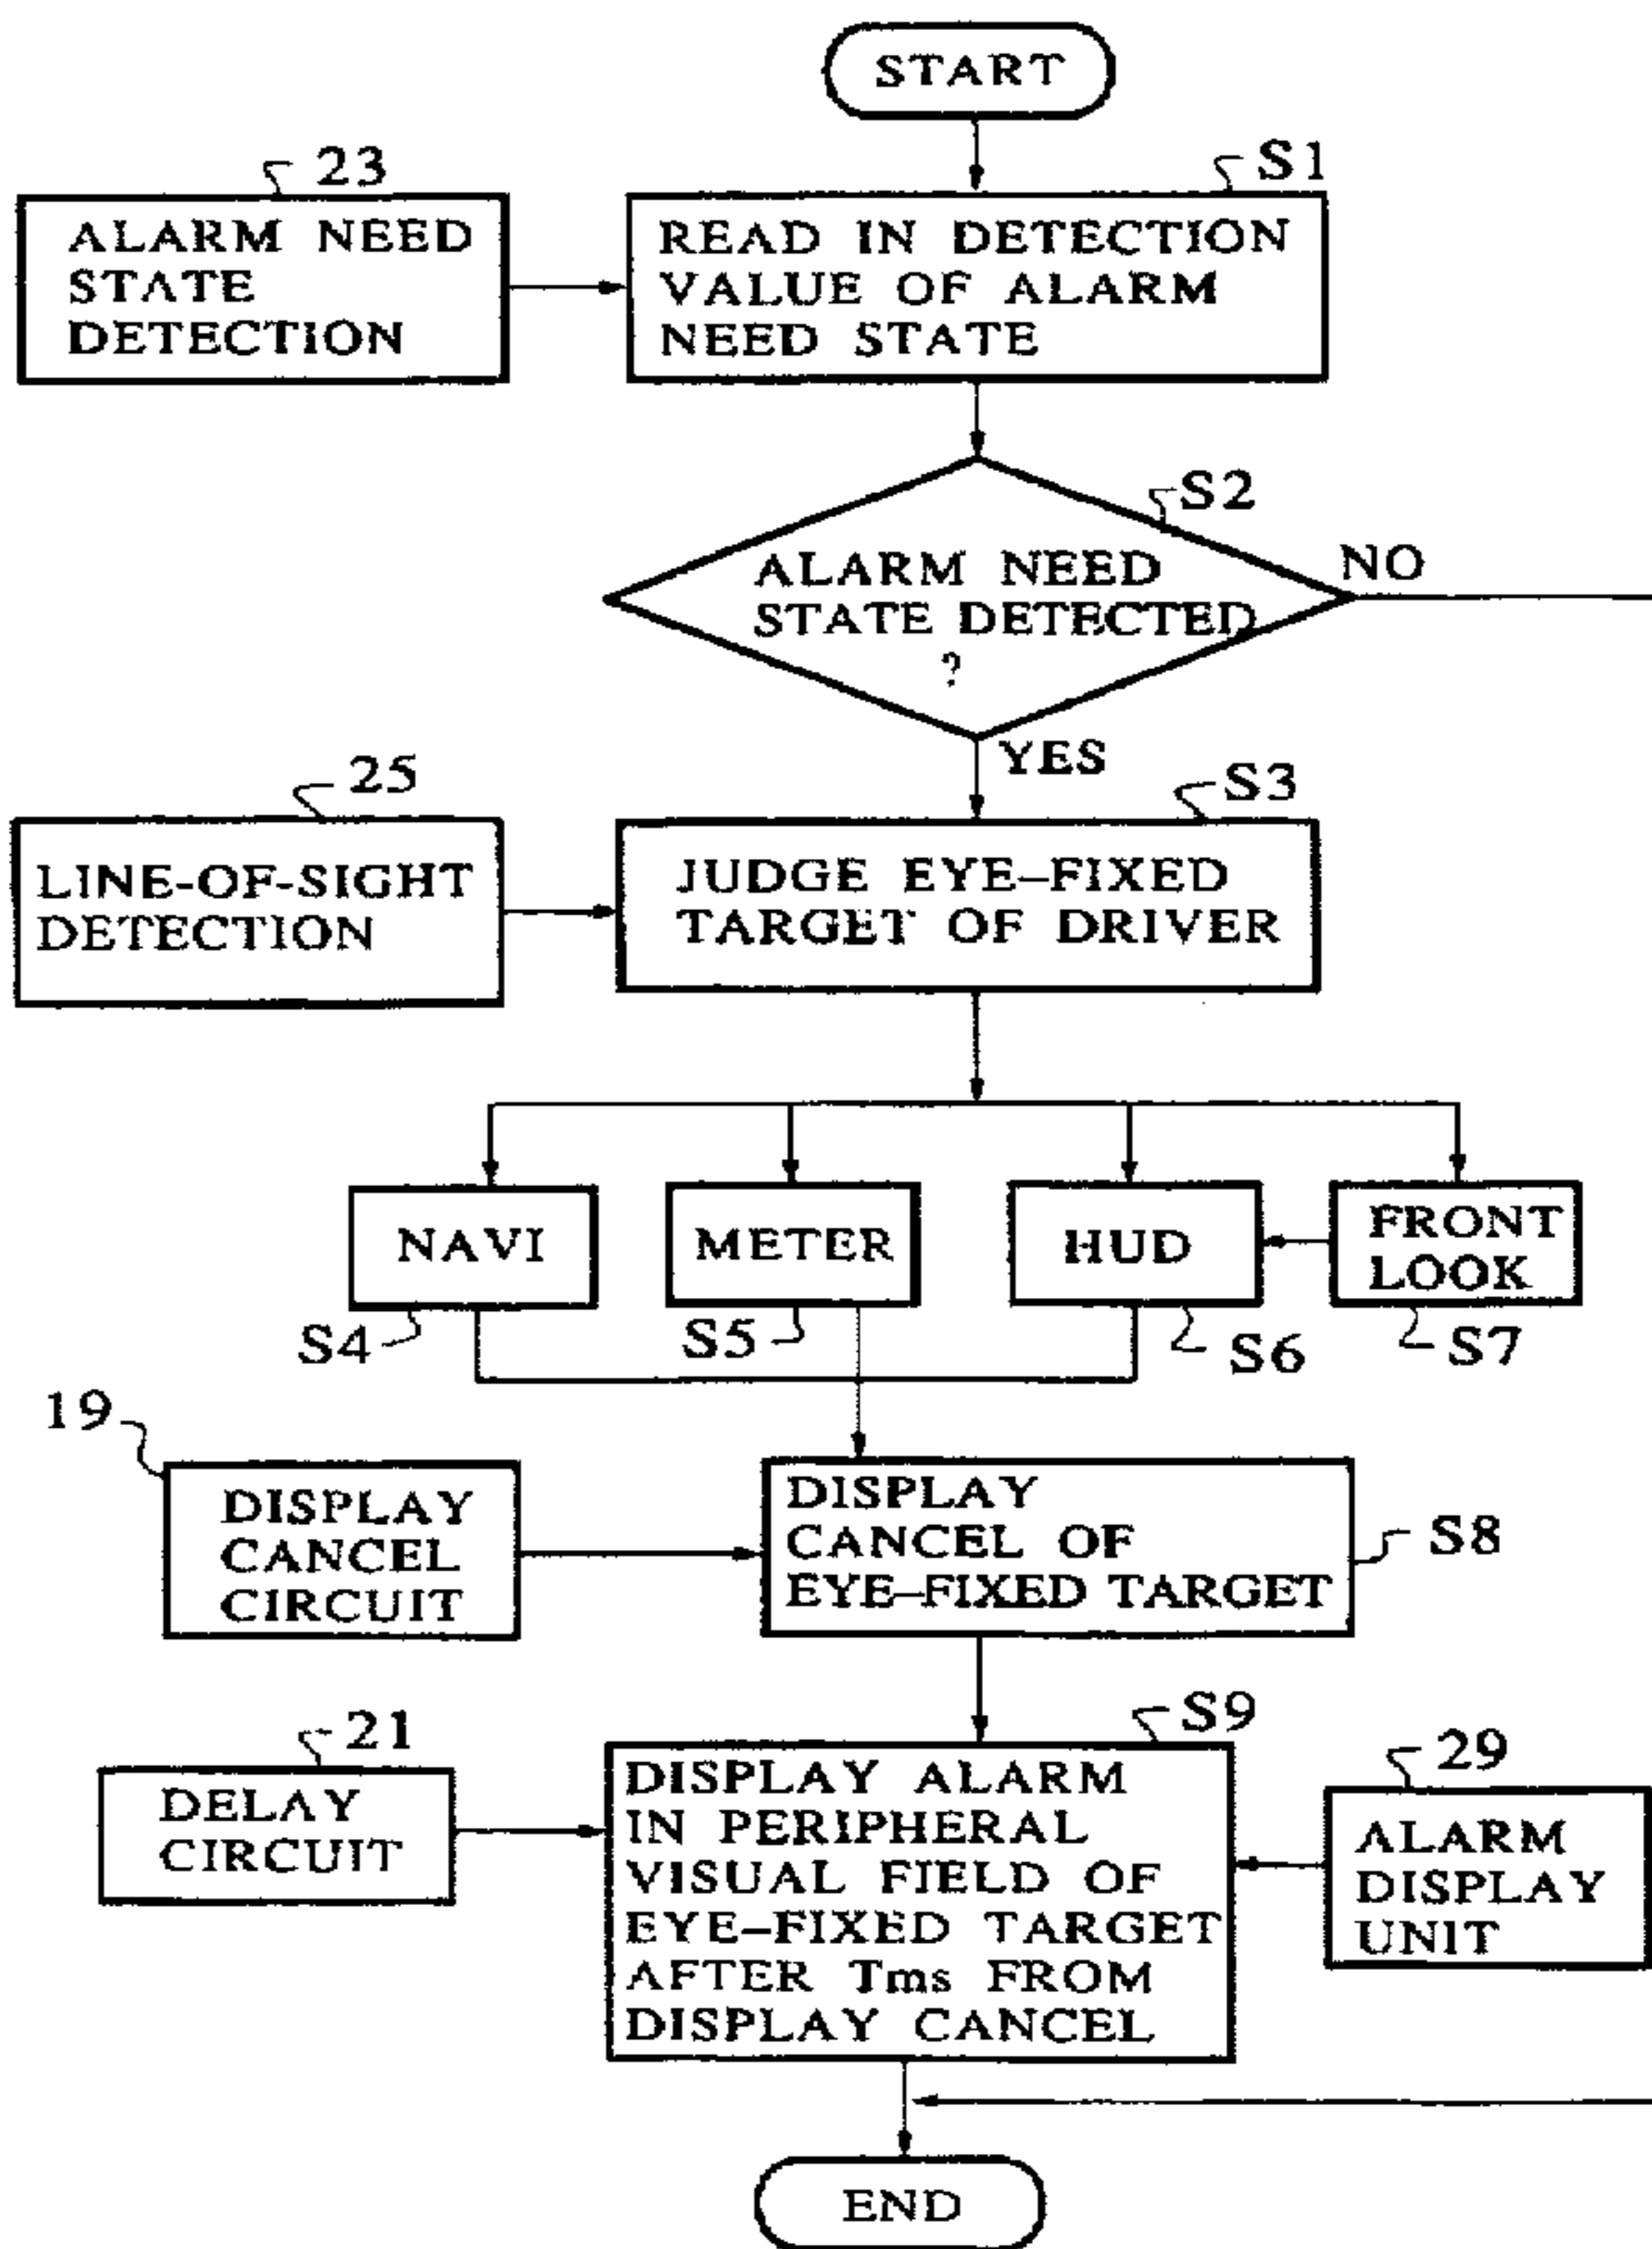 START
23
S1
ALARM NEED
STATE
DETECTION
READ IN DETECTION
VALUE OF ALARM
NEED STATE
S2
ALARM NEED
STATE DETECTED
?
NO
YES
25
S3
LINE-OF-SIGHT
DETECTION
JUDGE EYE-FIXED
TARGET OF DRIVER
NAVI
METER
HUD
FRONT
LOOK
S4
S5
S6
S7
19
DISPLAY
CANCEL
CIRCUIT
DISPLAY
CANCEL OF
EYE-FIXED TARGET
S8
21
S9
29
DELAY
CIRCUIT
DISPLAY ALARM
IN PERIPHERAL
VISUAL FIELD OF
EYE-FIXED TARGET
AFTER Tms FROM
DISPLAY CANCEL
ALARM
DISPLAY
UNIT
END